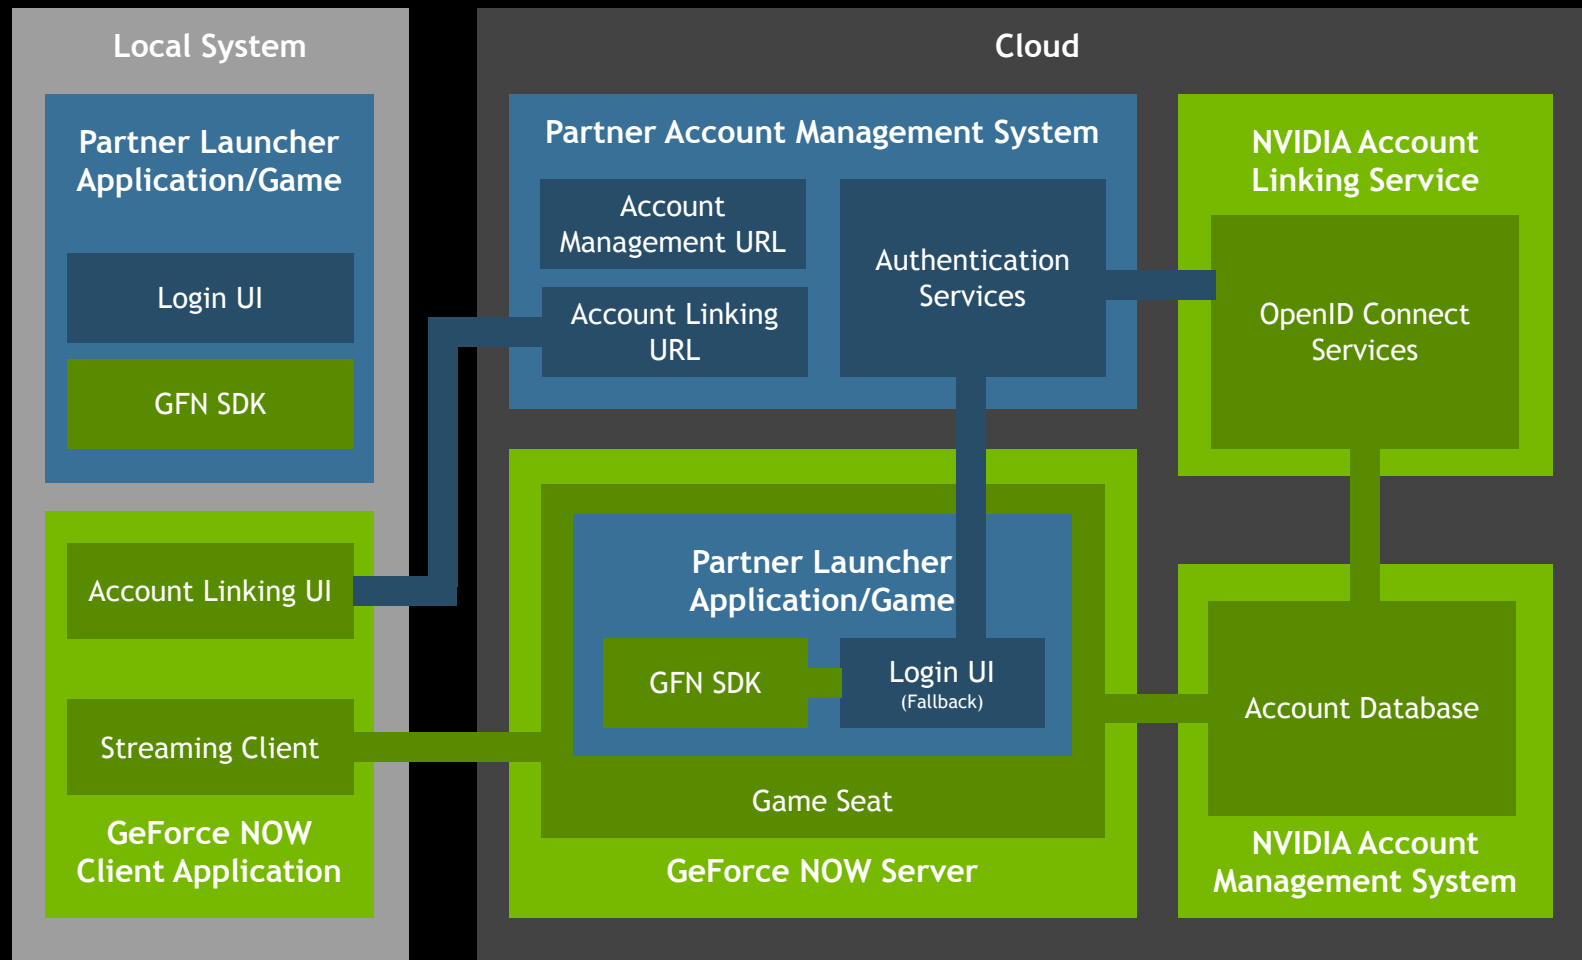 Local System
Partner Launcher
Application/Game
Login UI
GFN SDK
Account Linking UI
Streaming Client
GeForce NOW
Client Application
Cloud
Partner Account Management System
Account
Management URL
Account Linking
URL
Authentication
Services
NVIDIA Account
Linking Service
OpenID Connect
Services
Partner Launcher
Application/Game
GFN SDK
Login UI
(Fallback)
Game Seat
GeForce NOW Server
Account Database
NVIDIA Account
Management System